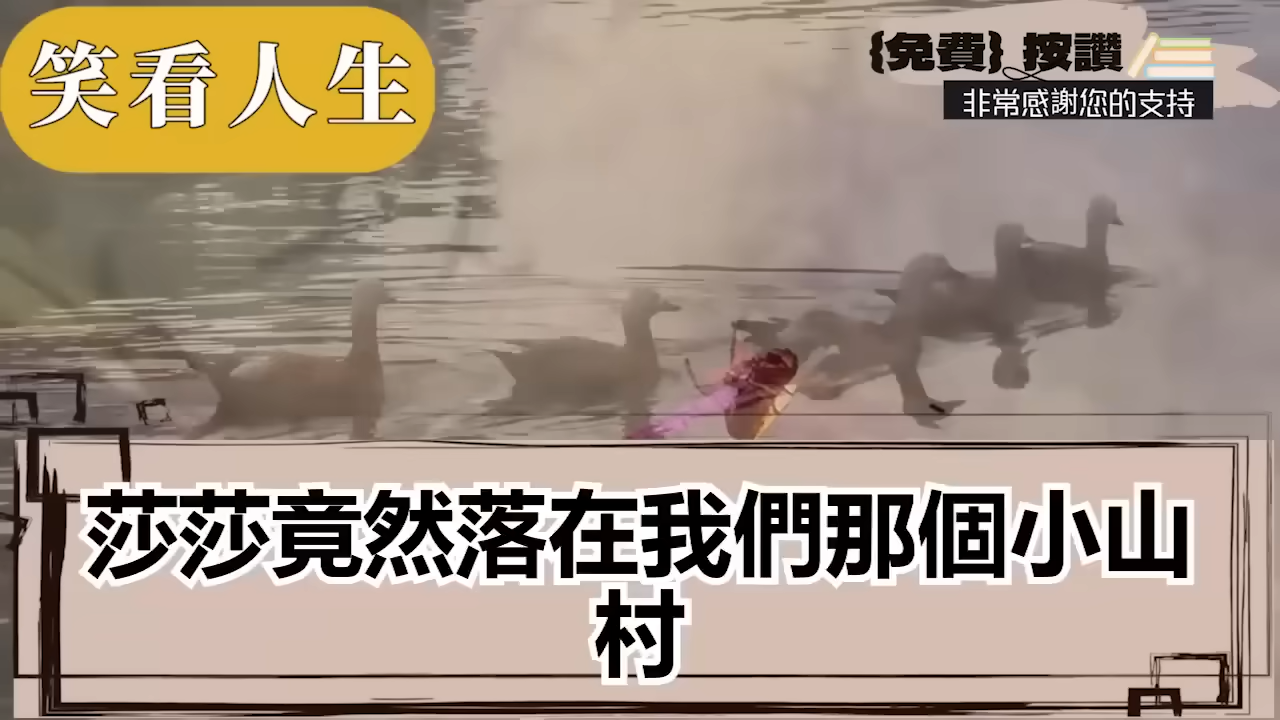 笑看人生
{免費} 按讚
非常感謝您的支持
莎莎竟然落在我們那個小山
村